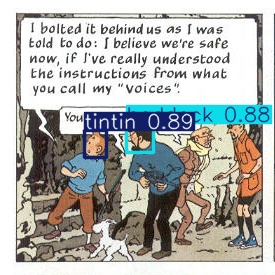 I bolted it behind us as I was
told to do: I believe we're safe
now, if I've really understood
the instructions from what
you call my "voices".
You
tintin 0.89
ck 0.88